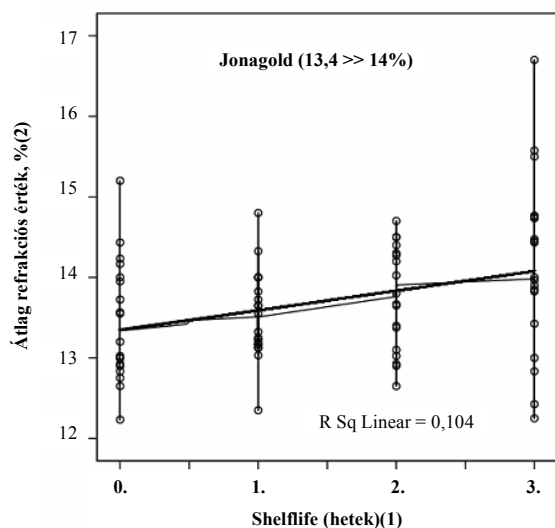 Jonagold (13,4 >> 14%)
Átlag refrakciós érték, %(2)
17
16
15
14
13
12
R Sq Linear = 0,104
0. 1. 2. 3.
Shelflife (hetek)(1)